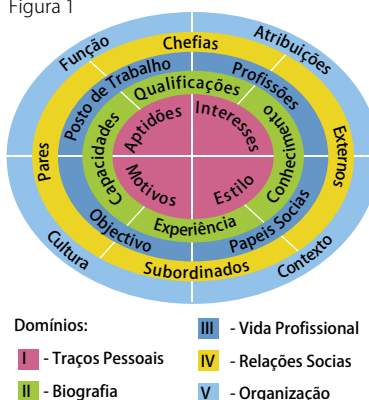 Figura 1
Função
Atribuições
Chefias
Posto de Trabalho
Profissões
Qualificações
Aptidões
Interesses
Capacidades
Conhecimento
Pares
Externos
Motivos
Estilo
Experiência
Objectivo
Papeis Socias
Subordinados
Cultura
Contexto
Domínios:
I - Traços Pessoais
II - Biografia
III - Vida Profissional
IV - Relações Socias
V - Organização